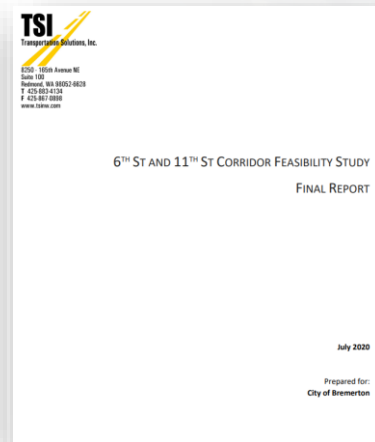 TSI
Transportation Solutions, Inc.
8250 - 165th Avenue NE
Suite 100
Redmond, WA 98052-6628
T 425-883-4134
F 425-867-0898
www.tsinw.com
6TH ST AND 11TH ST CORRIDOR FEASIBILITY STUDY
FINAL REPORT
July 2020
Prepared for:
City of Bremerton